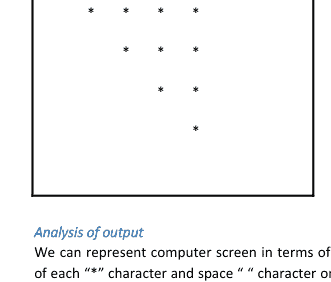 * * * *
* * *
* *
*
Analysis of output
We can represent computer screen in terms of
of each “*” character and space “ “ character or